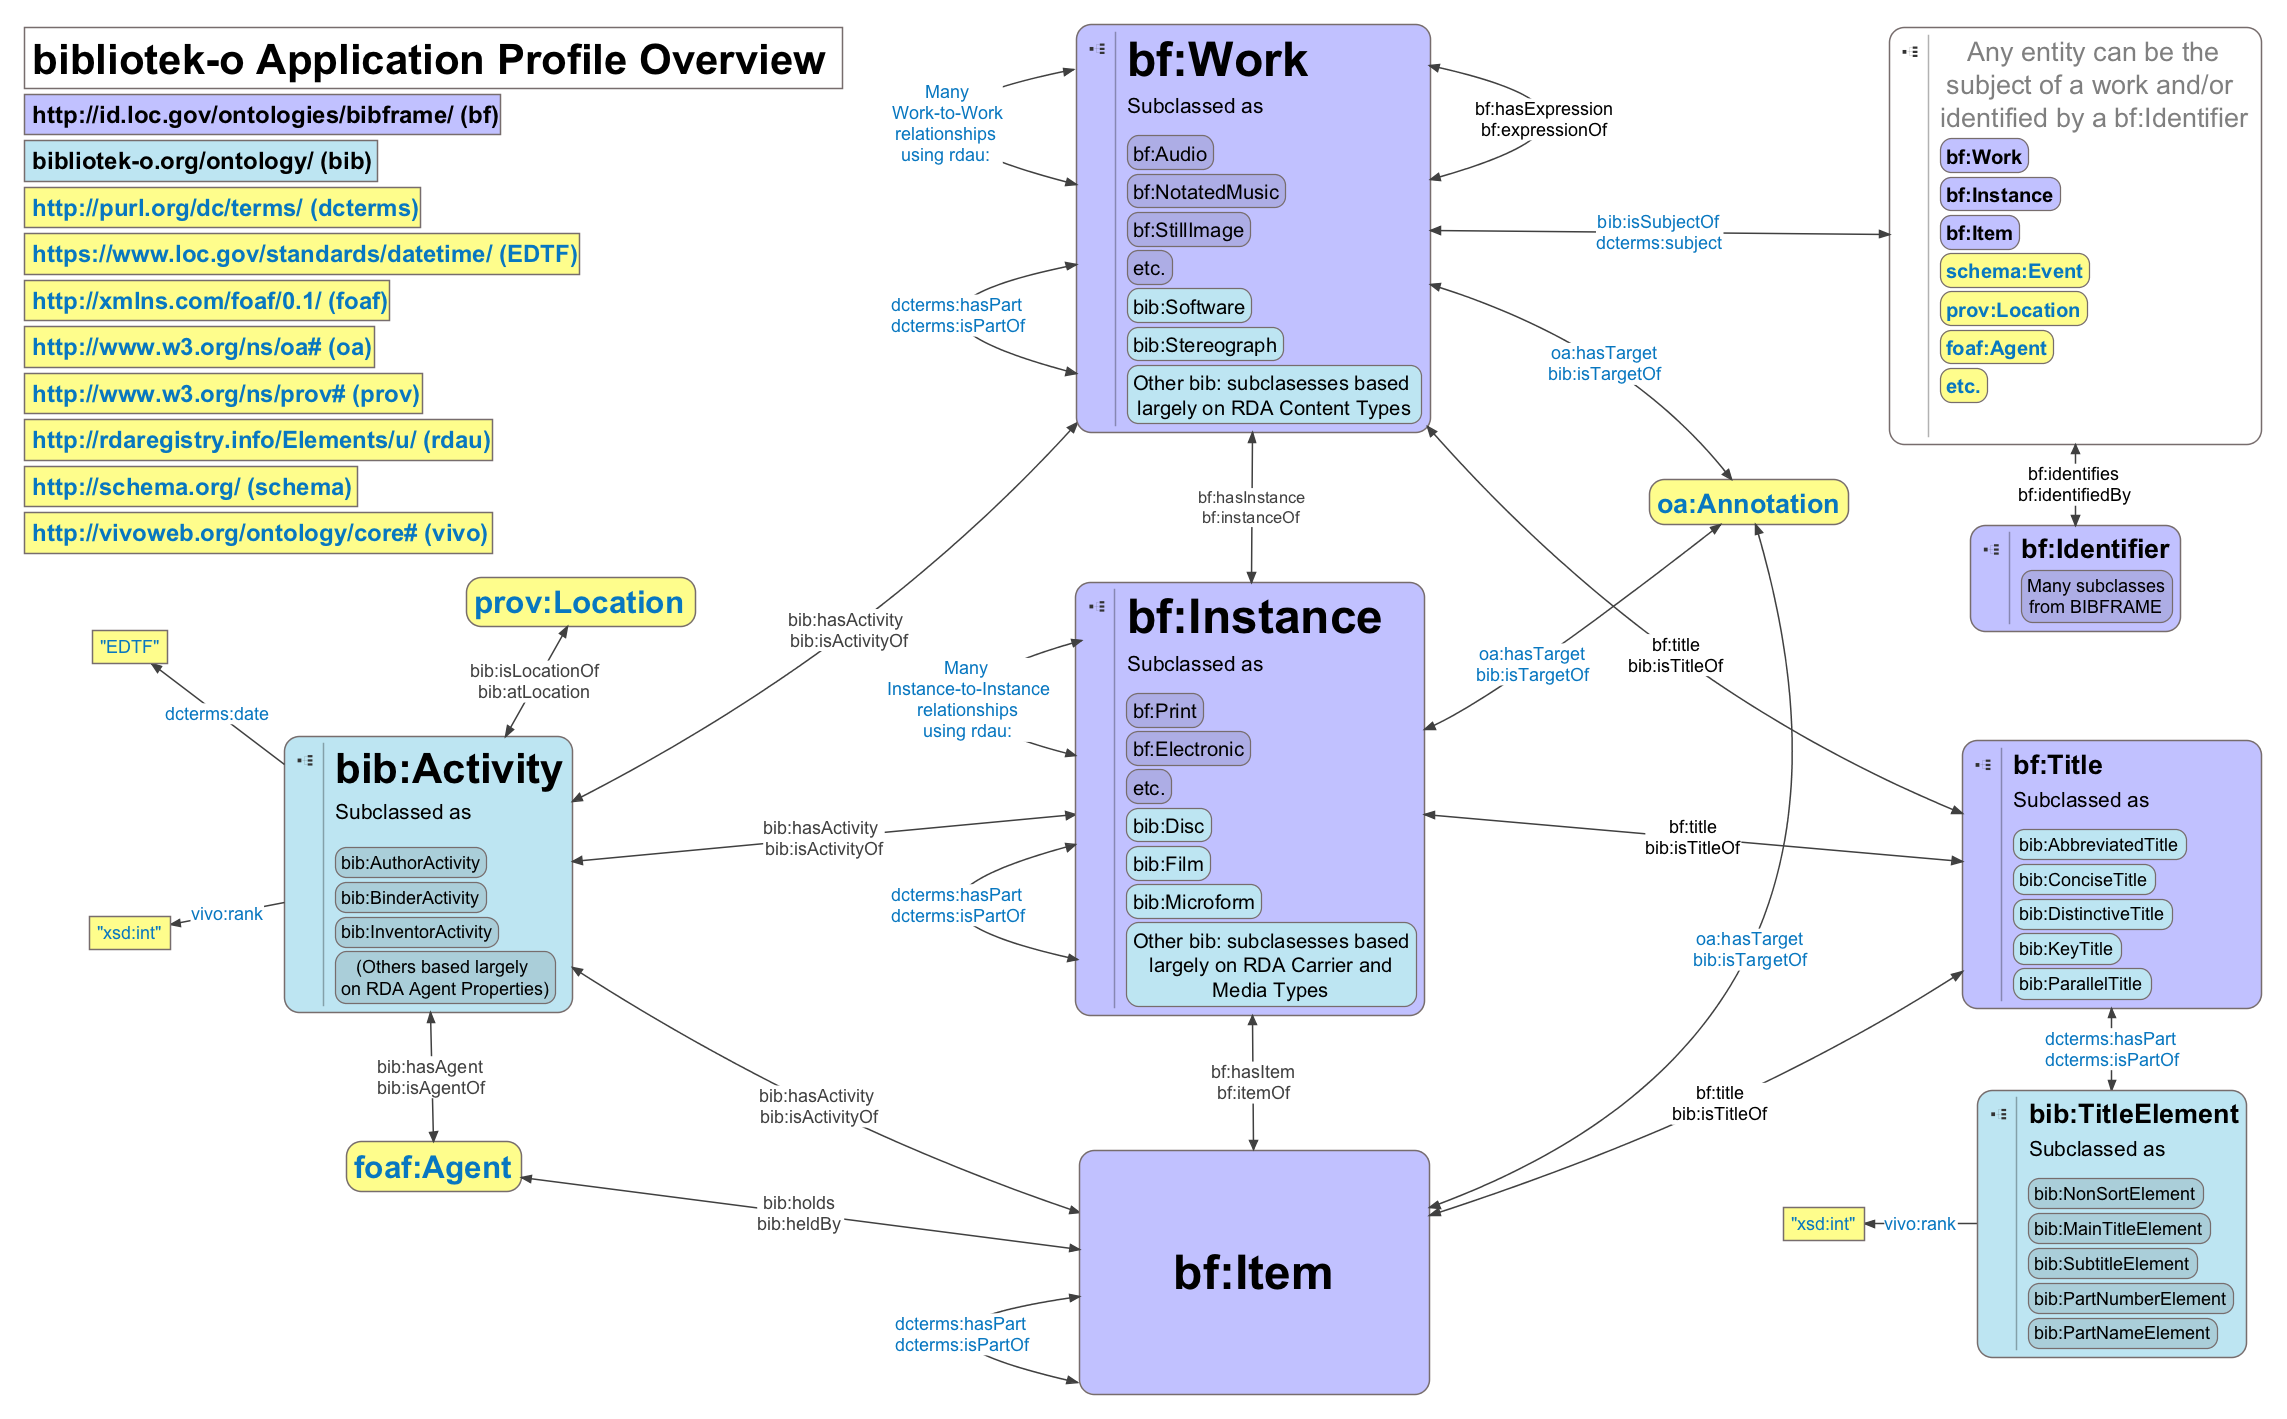 bibliotek-o Application Profile Overview
http://id.loc.gov/ontologies/bibframe/ (bf)
bibliotek-o.org/ontology/ (bib)
http://purl.org/dc/terms/ (dcterms)
https://www.loc.gov/standards/datetime/ (EDTF)
http://xmlns.com/foaf/0.1/ (foaf)
http://www.w3.org/ns/oa# (oa)
http://www.w3.org/ns/prov# (prov)
http://rdaregistry.info/Elements/u/ (rdau)
http://schema.org/ (schema)
http://vivoweb.org/ontology/core# (vivo)
bf:Work
Subclassed as
bf:Audio
bf:NotatedMusic
bf:StillImage
etc.
bib:Software
bib:Stereograph
Other bib: subclasesses based
largely on RDA Content Types
Many
Work-to-Work
relationships
using rdau:
dcterms:hasPart
dcterms:isPartOf
bf:hasExpression
bf:expressionOf
bib:isSubjectOf
dcterms:subject
oa:hasTarget
bib:isTargetOf
Any entity can be the
subject of a work and/or
identified by a bf:Identifier
bf:Work
bf:Instance
bf:Item
schema:Event
prov:Location
foaf:Agent
etc.
bf:identifies
bf:identifiedBy
bf:Identifier
Many subclasses
from BIBFRAME
oa:Annotation
bf:hasInstance
bf:instanceOf
bib:hasActivity
bib:isActivityOf
prov:Location
bib:isLocationOf
bib:atLocation
"EDTF"
dcterms:date
bf:Instance
Subclassed as
bf:Print
bf:Electronic
etc.
bib:Disc
bib:Film
bib:Microform
Other bib: subclasesses based
largely on RDA Carrier and
Media Types
Many
Instance-to-Instance
relationships
using rdau:
dcterms:hasPart
dcterms:isPartOf
oa:hasTarget
bib:isTargetOf
bf:title
bib:isTitleOf
bib:Activity
Subclassed as
bib:AuthorActivity
bib:BinderActivity
bib:InventorActivity
(Others based largely
on RDA Agent Properties)
vivo:rank
"xsd:int"
bib:hasActivity
bib:isActivityOf
bf:title
bib:isTitleOf
bf:Title
Subclassed as
bib:AbbreviatedTitle
bib:ConciseTitle
bib:DistinctiveTitle
bib:KeyTitle
bib:ParallelTitle
oa:hasTarget
bib:isTargetOf
dcterms:hasPart
dcterms:isPartOf
bib:hasAgent
bib:isAgentOf
foaf:Agent
bib:hasActivity
bib:isActivityOf
bf:hasItem
bf:itemOf
bf:title
bib:isTitleOf
bib:holds
bib:heldBy
bf:Item
dcterms:hasPart
dcterms:isPartOf
bib:TitleElement
Subclassed as
bib:NonSortElement
bib:MainTitleElement
bib:SubtitleElement
bib:PartNumberElement
bib:PartNameElement
"xsd:int"
vivo:rank